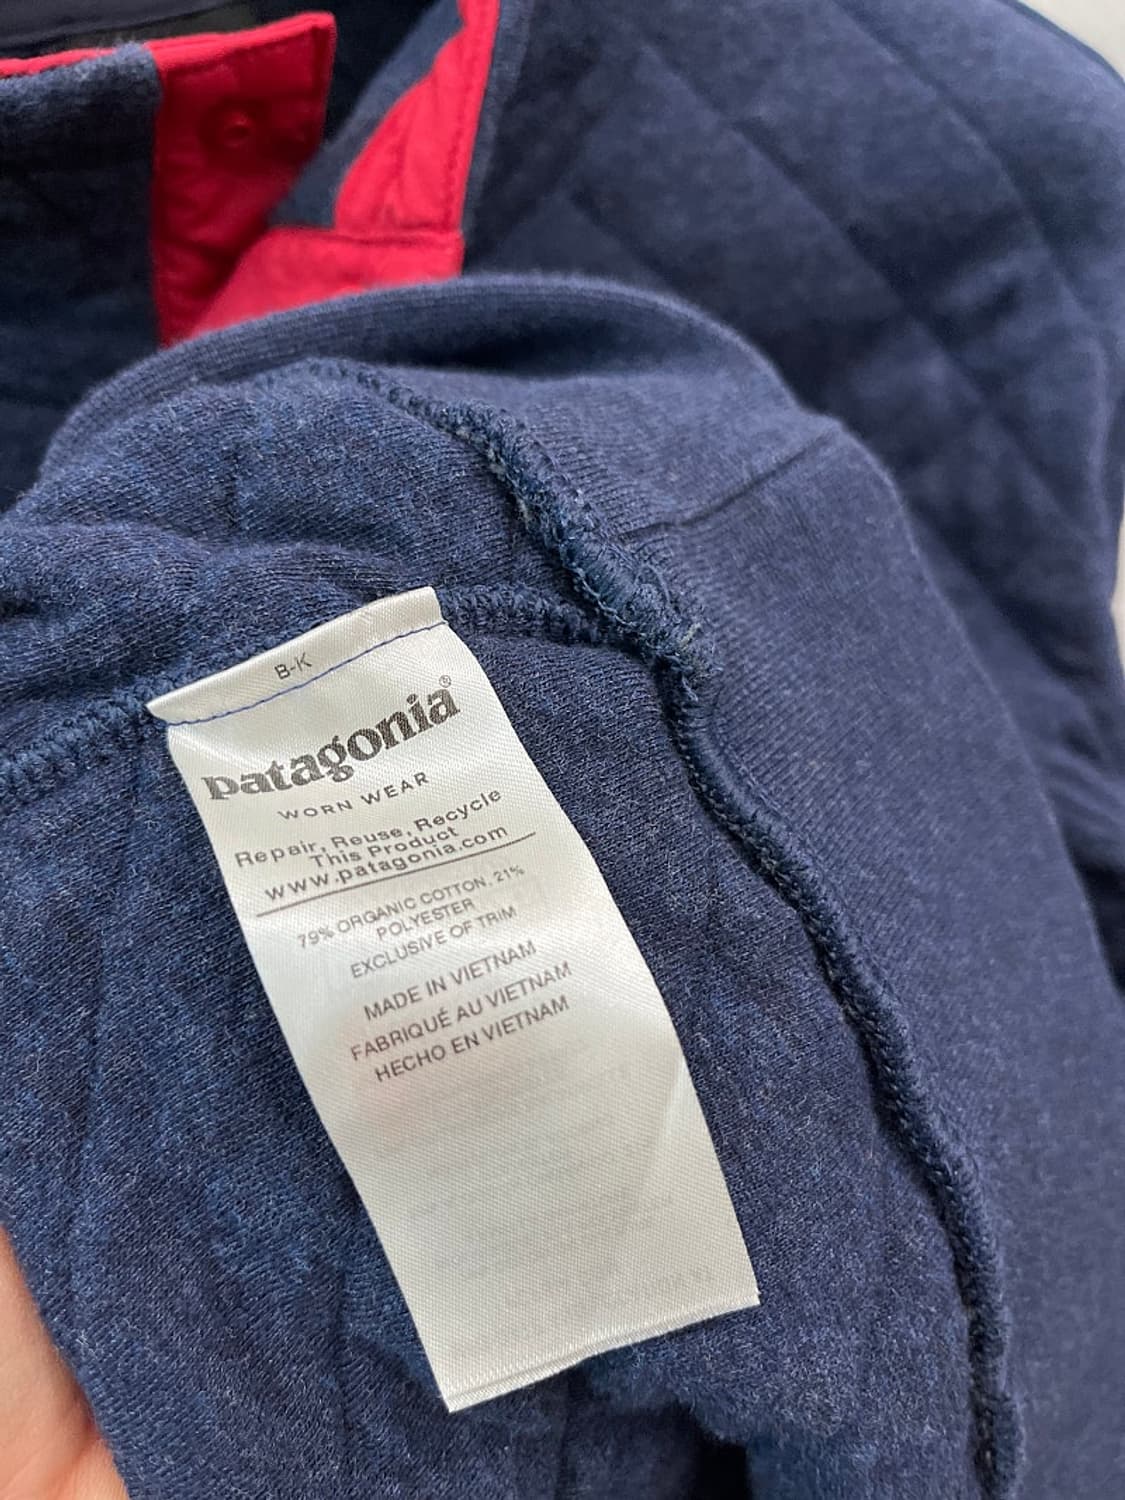 B-K
patagonia®
WORN WEAR
Repair, Reuse, Recycle
This Product
www.patagonia.com
79% ORGANIC COTTON, 21%
POLYESTER
EXCLUSIVE OF TRIM
MADE IN VIETNAM
FABRIQUÉ AU VIETNAM
HECHO EN VIETNAM